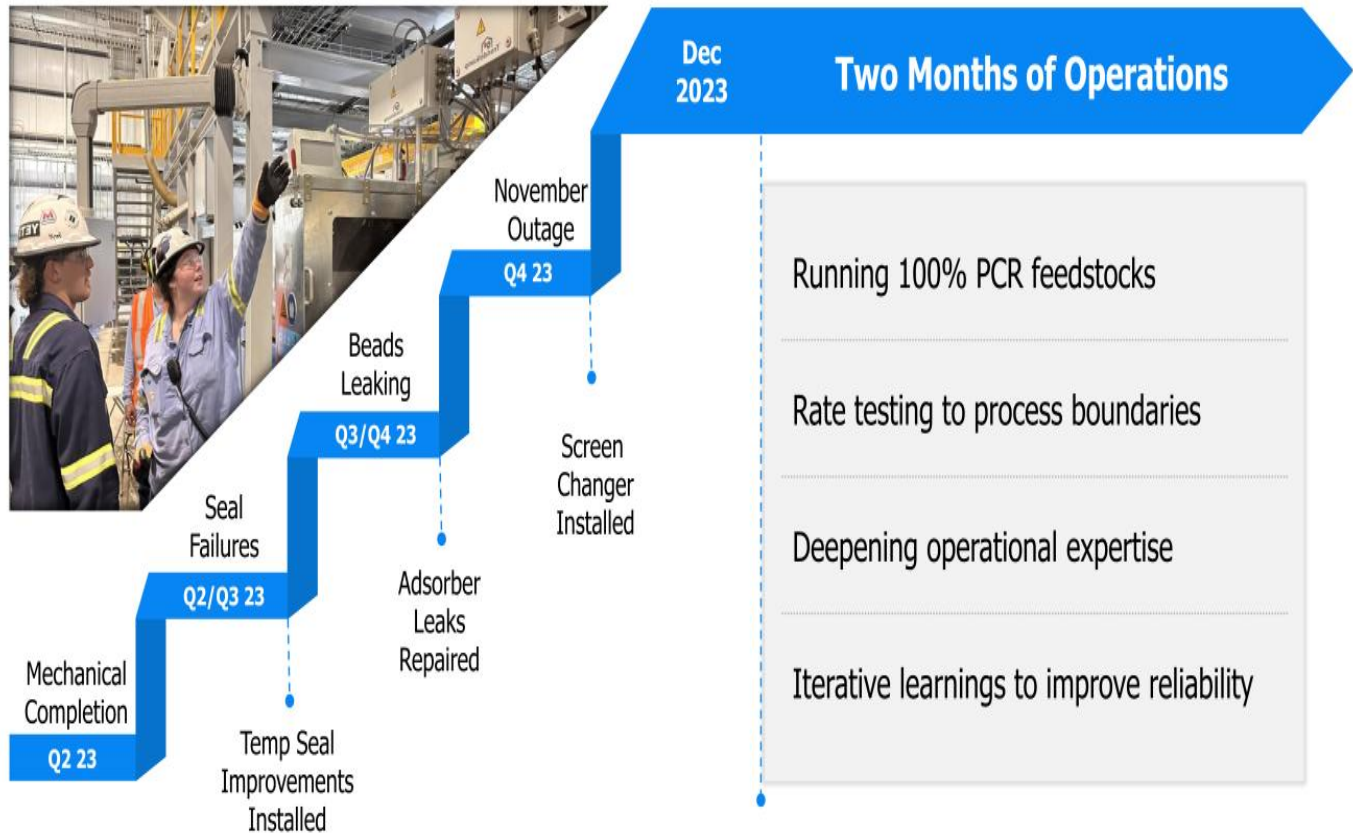 Mechanical
Completion
Q2 23
Seal
Failures
Q2/Q3 23
Temp Seal
Improvements
Installed
Beads
Leaking
Q3/Q4 23
Adsorber
Leaks
Repaired
November
Outage
Q4 23
Screen
Changer
Installed
Dec
2023
Two Months of Operations
Running 100% PCR feedstocks
Rate testing to process boundaries
Deepening operational expertise
Iterative learnings to improve reliability